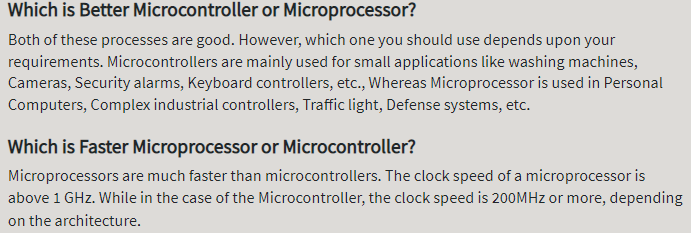 Which is Better Microcontroller or Microprocessor?
Both of these processes are good. However, which one you should use depends upon your
requirements. Microcontrollers are mainly used for small applications like washing machines,
Cameras, Security alarms, Keyboard controllers, etc., Whereas Microprocessor is used in Personal
Computers, Complex industrial controllers, Traffic light, Defense systems, etc.
Which is Faster Microprocessor or Microcontroller?
Microprocessors are much faster than microcontrollers. The clock speed of a microprocessor is
above 1 GHz. While in the case of the Microcontroller, the clock speed is 200MHz or more, depending
on the architecture.